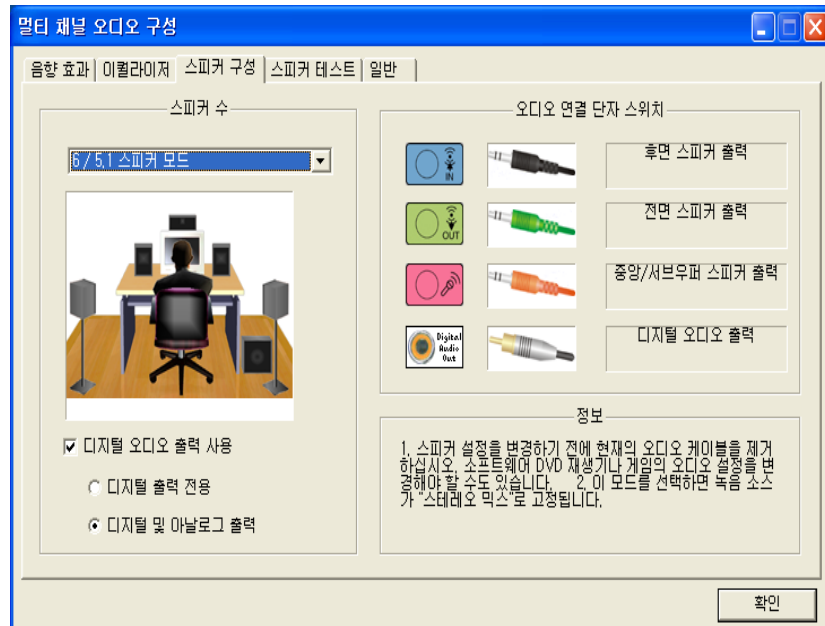 멀티 채널 오디오 구성
음향 효과
이퀄라이저
스피커 구성
스피커 테스트
일반
스피커 수
6 / 5.1 스피커 모드
디지털 오디오 출력 사용
디지털 출력 전용
디지털 및 아날로그 출력
오디오 연결 단자 스위치
IN
후면 스피커 출력
OUT
전면 스피커 출력
중앙/서브우퍼 스피커 출력
Digital
Audio
Out
디지털 오디오 출력
정보
1. 스피커 설정을 변경하기 전에 현재의 오디오 케이블을 제거
하십시오. 소프트웨어 DVD 재생기나 게임의 오디오 설정을 변
경해야 할 수도 있습니다. 2. 이 모드를 선택하면 녹음 소스
가 "스테레오 믹스"로 고정됩니다.
확인